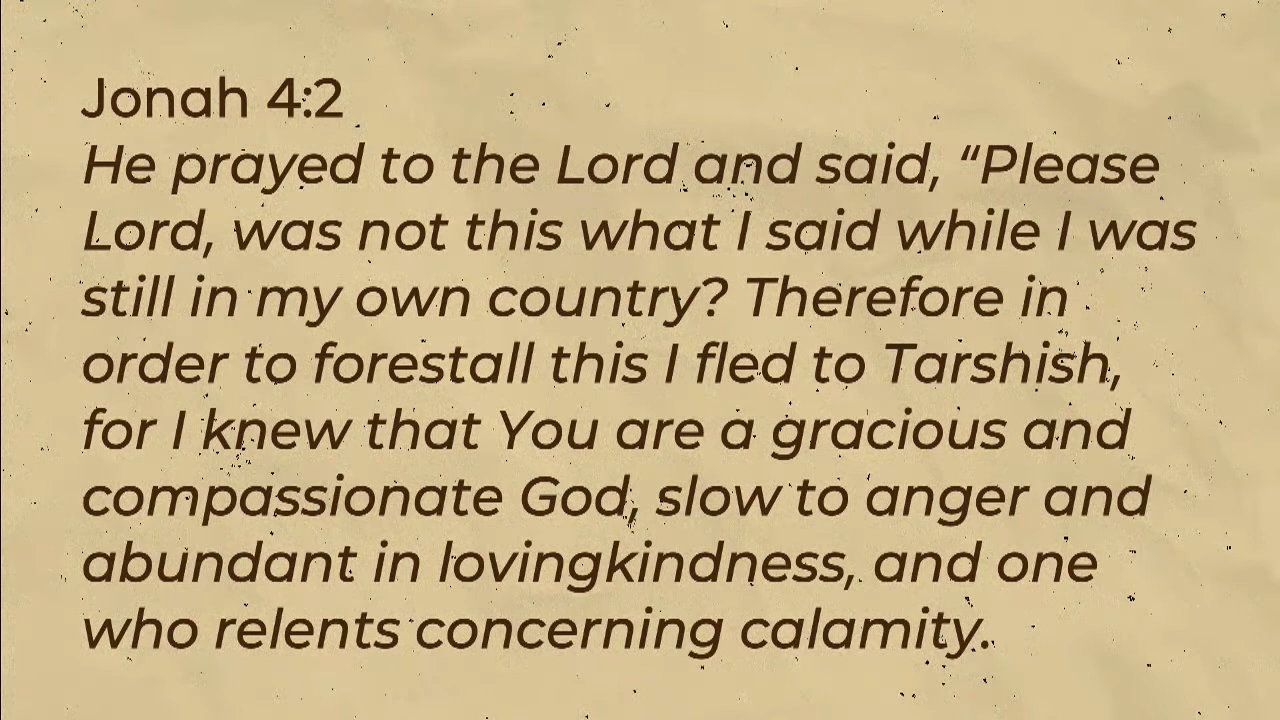 Jonah 4:2
He prayed to the Lord and said, “Please
Lord, was not this what I said while I was
still in my own country? Therefore in
order to forestall this I fled to Tarshish,
for I knew that You are a gracious and
compassionate God, slow to anger and
abundant in lovingkindness, and one
who relents concerning calamity.